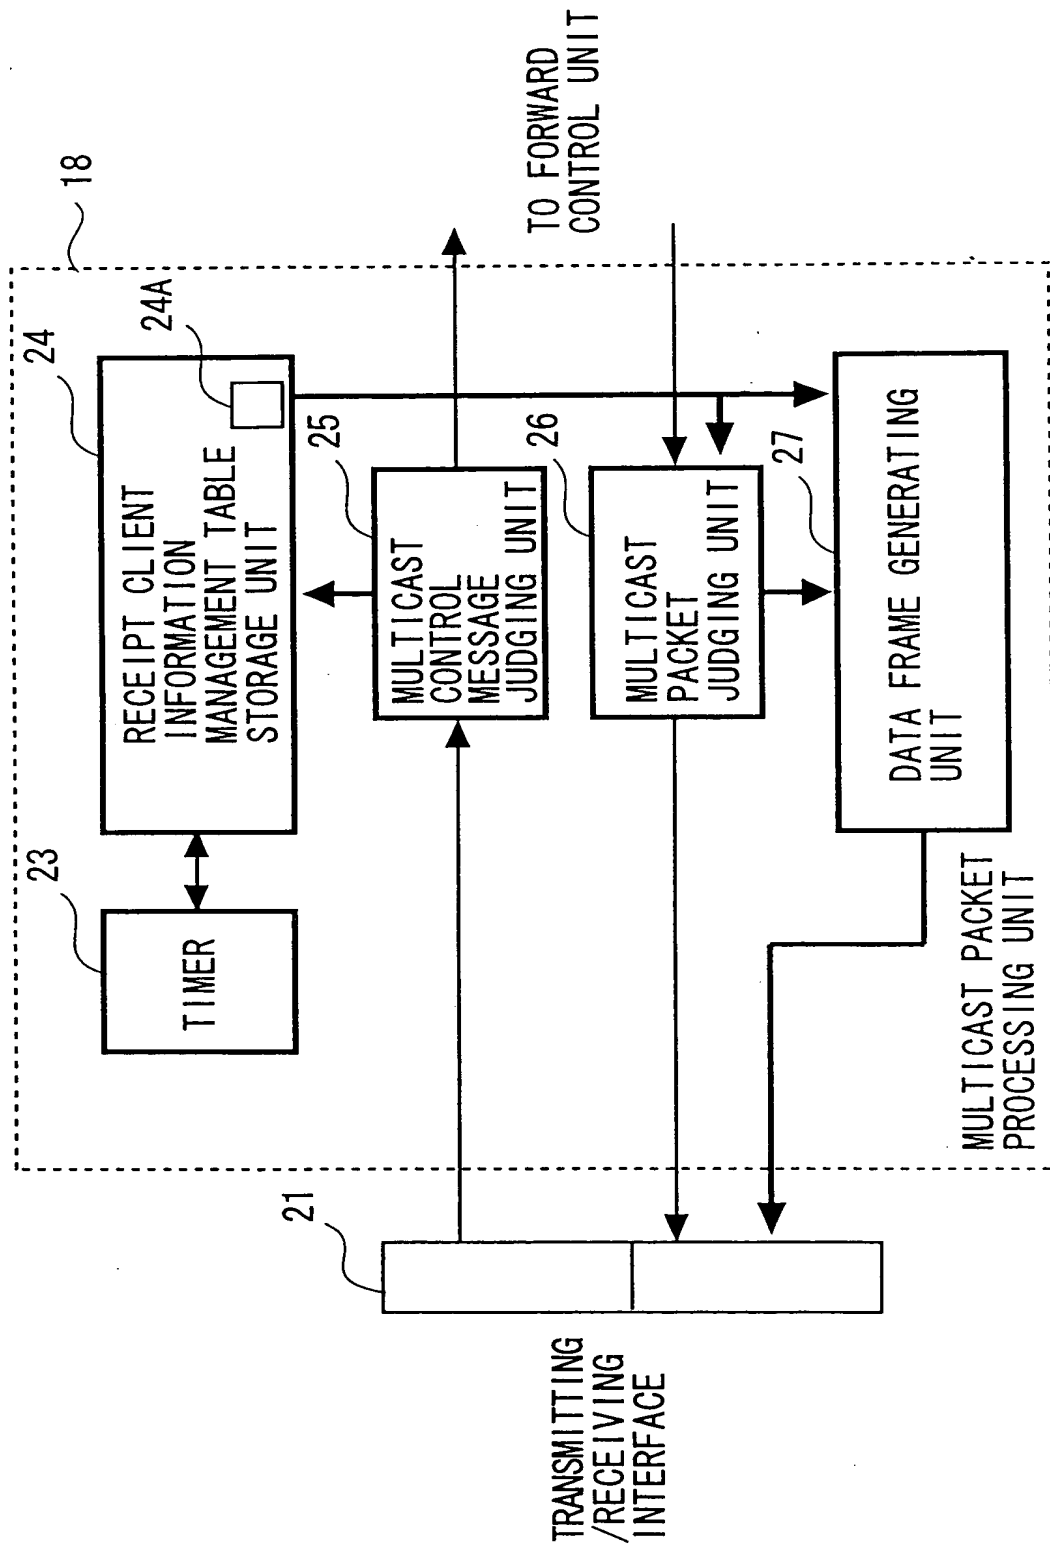 18
23
TIMER
24
RECEIPT CLIENT
INFORMATION
MANAGEMENT TABLE
STORAGE UNIT
24A
25
MULTICAST
CONTROL
MESSAGE
JUDGING UNIT
21
TRANSMITTING
/RECEIVING
INTERFACE
26
MULTICAST
PACKET
JUDGING UNIT
TO FORWARD
CONTROL UNIT
27
DATA FRAME GENERATING
UNIT
MULTICAST PACKET
PROCESSING UNIT